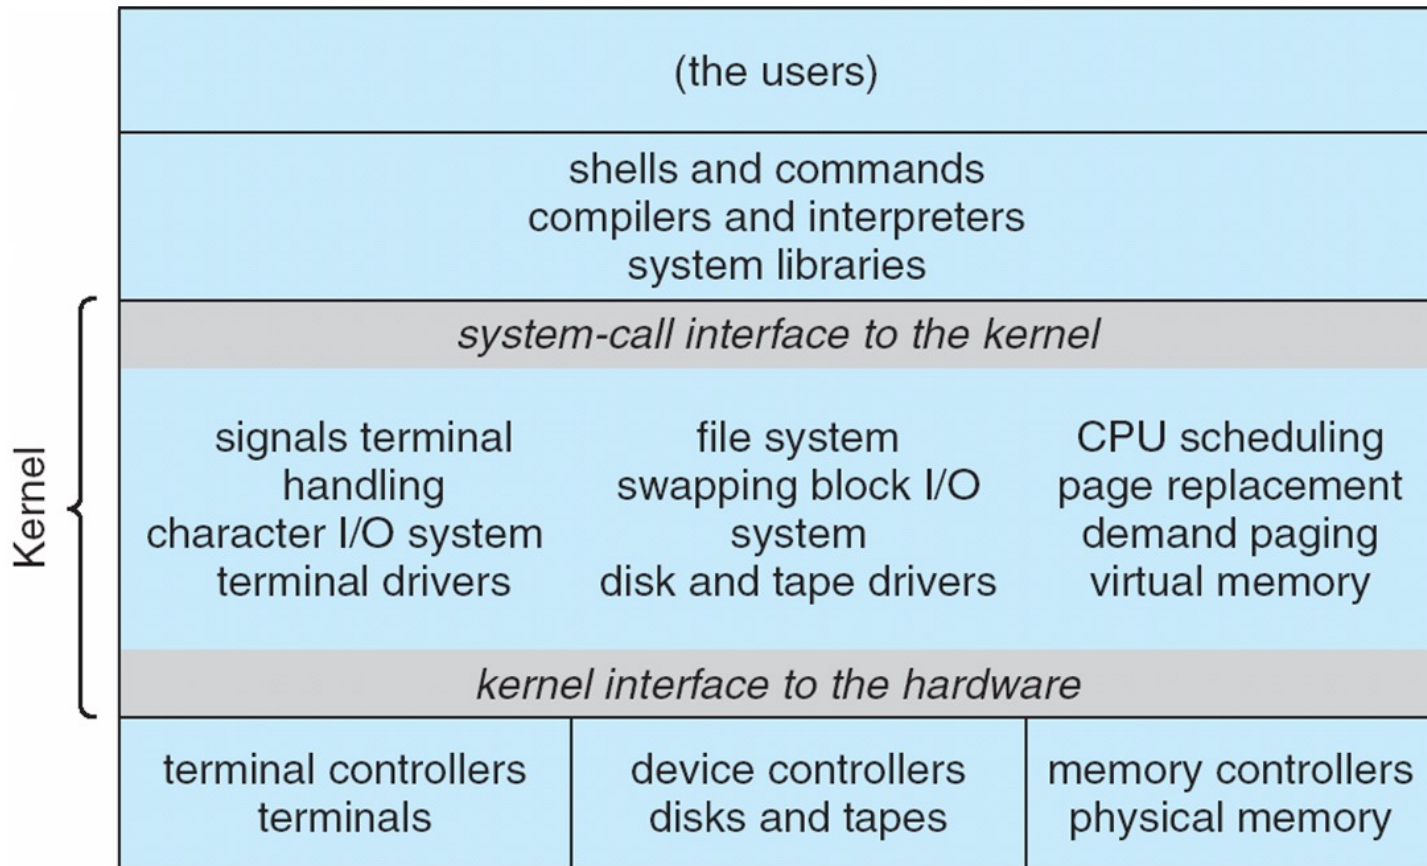 (the users)
shells and commands
compilers and interpreters
system libraries
system-call interface to the kernel
Kernel
signals terminal
handling
character I/O system
terminal drivers
file system
swapping block I/O
system
disk and tape drivers
CPU scheduling
page replacement
demand paging
virtual memory
kernel interface to the hardware
terminal controllers
terminals
device controllers
disks and tapes
memory controllers
physical memory